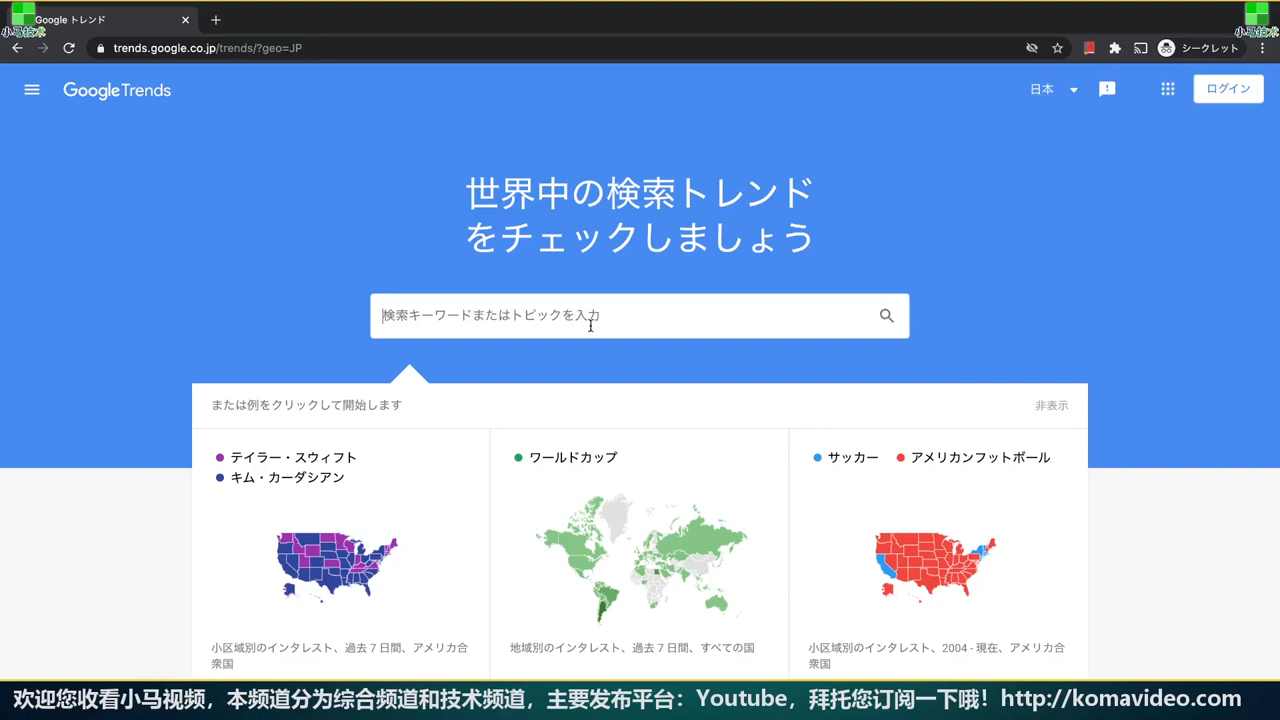 Google トレンド
小马技术
小马技术
trends.google.co.jp/trends/?geo=JP
シークレット
Google Trends
日本
ログイン
世界中の検索トレンド
をチェックしましょう
検索キーワードまたはトピックを入力
または例をクリックして開始します
非表示
テイラー・スウィフト
キム・カーダシアン
ワールドカップ
サッカー アメリカンフットボール
小区域別のインタレスト、過去 7 日間、アメリカ合
衆国
地域別のインタレスト、過去 7 日間、すべての国
小区域別のインタレスト、2004 - 現在、アメリカ合
衆国
欢迎您收看小马视频，本频道分为综合频道和技术频道，主要发布平台：Youtube，拜托您订阅一下哦！http://komavideo.com